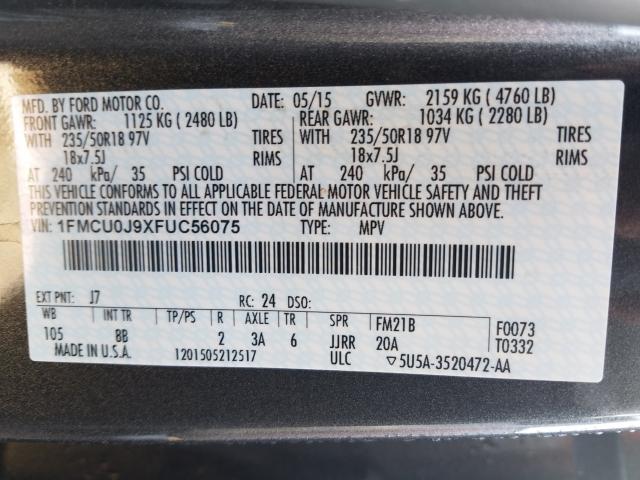 MFD. BY FORD MOTOR CO. DATE: 05/15 GVWR: 2159 KG ( 4760 LB)
FRONT GAWR: 1125 KG ( 2480 LB) REAR GAWR: 1034 KG ( 2280 LB)
WITH 235/50R18 97V TIRES WITH 235/50R18 97V TIRES
18x7.5J RIMS 18x7.5J RIMS
AT 240 kPa/ 35 PSI COLD AT 240 kPa/ 35 PSI COLD
THIS VEHICLE CONFORMS TO ALL APPLICABLE FEDERAL MOTOR VEHICLE SAFETY AND THEFT
PREVENTION STANDARDS IN EFFECT ON THE DATE OF MANUFACTURE SHOWN ABOVE.
VIN: 1FMCU0J9XFUC56075 TYPE: MPV
EXT PNT: J7 RC: 24 DSO:
WB INT TR TP/PS R AXLE TR SPR FM21B F0073
105 8B 2 3A 6 JJRR 20A T0332
MADE IN U.S.A. 1201505212517 ULC ▽5U5A-3520472-AA